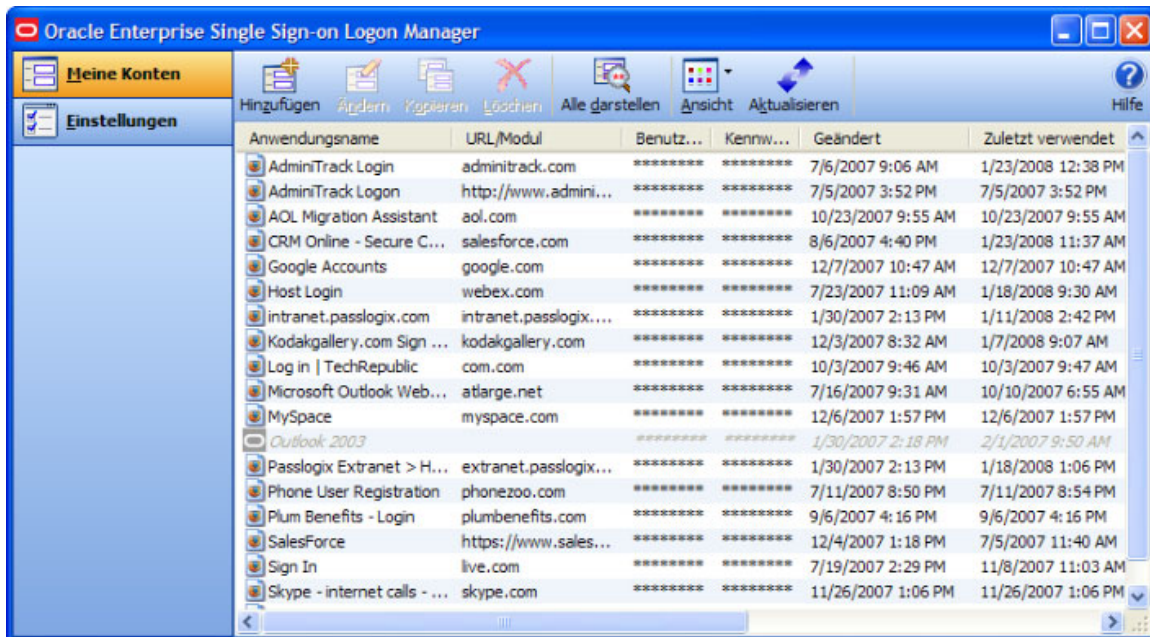 Oracle Enterprise Single Sign-on Logon Manager
Meine Konten
Einstellungen
Hinzufügen Ändern Kopieren Löschen Alle darstellen Ansicht Aktualisieren Hilfe
Anwendungsname URL/Modul Benutz... Kennw... Geändert Zuletzt verwendet
AdminiTrack Login adminitrack.com ******** ******** 7/6/2007 9:06 AM 1/23/2008 12:38 PM
AdminiTrack Logon http://www.admini... ******** ******** 7/5/2007 3:52 PM 7/5/2007 3:52 PM
AOL Migration Assistant aol.com ******** ******** 10/23/2007 9:55 AM 10/23/2007 9:55 AM
CRM Online - Secure C... salesforce.com ******** ******** 8/6/2007 4:40 PM 1/23/2008 11:37 AM
Google Accounts google.com ******** ******** 12/7/2007 10:47 AM 12/7/2007 10:47 AM
Host Login webex.com ******** ******** 7/23/2007 11:09 AM 1/18/2008 9:30 AM
intranet.passlogix.com intranet.passlogix.... ******** ******** 1/30/2007 2:13 PM 1/11/2008 2:42 PM
Kodakgallery.com Sign ... kodakgallery.com ******** ******** 12/3/2007 8:32 AM 1/7/2008 9:07 AM
Log in | TechRepublic com.com ******** ******** 10/3/2007 9:46 AM 10/3/2007 9:47 AM
Microsoft Outlook Web... atlarge.net ******** ******** 7/16/2007 9:31 AM 10/10/2007 6:55 AM
MySpace myspace.com ******** ******** 12/6/2007 1:57 PM 12/6/2007 1:57 PM
Outlook 2003 ******** ******** 1/30/2007 2:18 PM 2/1/2007 9:50 AM
Passlogix Extranet > H... extranet.passlogix... ******** ******** 1/30/2007 2:13 PM 1/18/2008 1:06 PM
Phone User Registration phonezoo.com ******** ******** 7/11/2007 8:50 PM 7/11/2007 8:54 PM
Plum Benefits - Login plumbenefits.com ******** ******** 9/6/2007 4:16 PM 9/6/2007 4:16 PM
SalesForce https://www.sales... ******** ******** 12/4/2007 1:18 PM 7/5/2007 11:40 AM
Sign In live.com ******** ******** 7/19/2007 2:29 PM 11/8/2007 11:03 AM
Skype - internet calls - ... skype.com ******** ******** 11/26/2007 1:06 PM 11/26/2007 1:06 PM